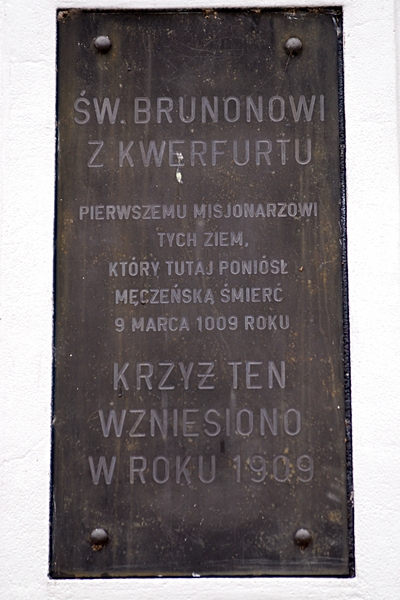 ŚW. BRUNONOWI
Z KWERFURTU
PIERWSZEMU MISJONARZOWI
TYCH ZIEM,
KTÓRY TUTAJ PONIÓSŁ
MĘCZEŃSKĄ ŚMIERĆ
9 MARCA 1009 ROKU
KRZYŻ TEN
WZNIESIONO
W ROKU 1909